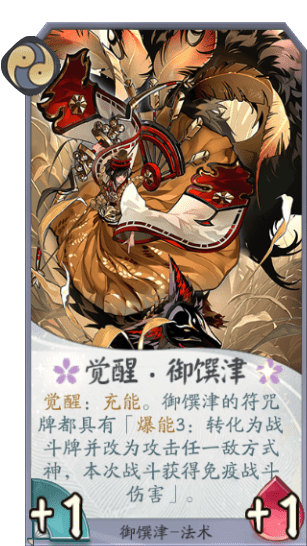 觉醒·御馔津
觉醒：充能。御馔津的符咒
牌都具有「爆能3：转化为战
斗牌并改为攻击任一敌方式
神，本次战斗获得免疫战斗
伤害」。
+1
+1
御馔津-法术